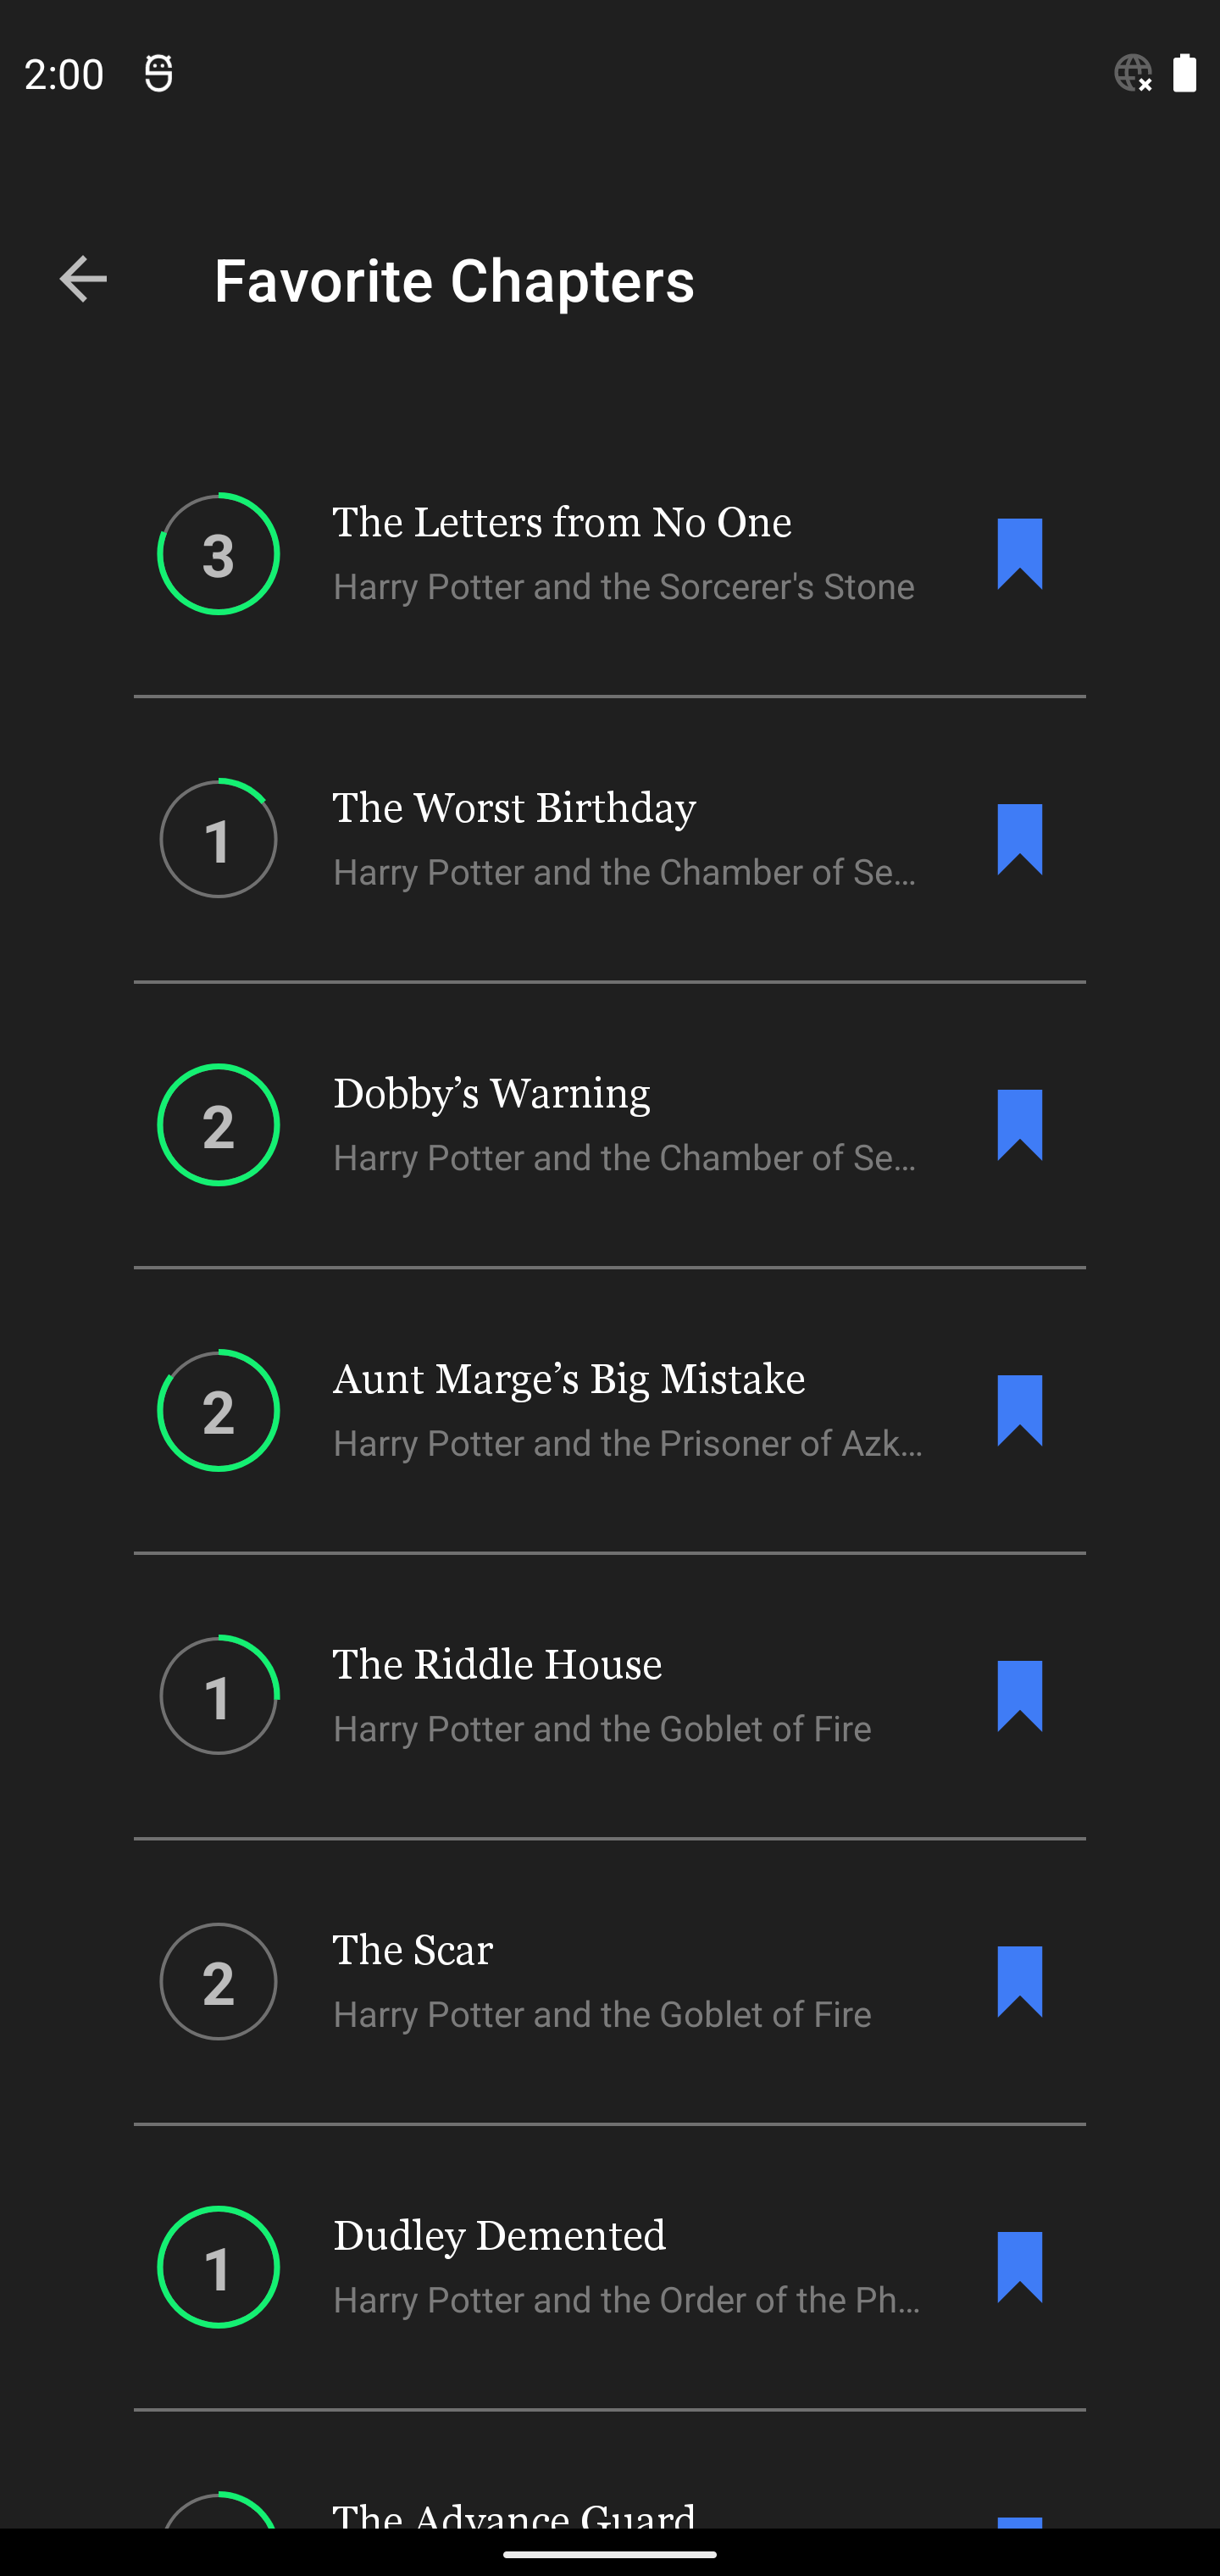 2:00
Favorite Chapters
3
The Letters from No One
Harry Potter and the Sorcerer's Stone
1
The Worst Birthday
Harry Potter and the Chamber of Se...
2
Dobby’s Warning
Harry Potter and the Chamber of Se...
2
Aunt Marge’s Big Mistake
Harry Potter and the Prisoner of Azk...
1
The Riddle House
Harry Potter and the Goblet of Fire
2
The Scar
Harry Potter and the Goblet of Fire
1
Dudley Demented
Harry Potter and the Order of the Ph...
The Advance Guard